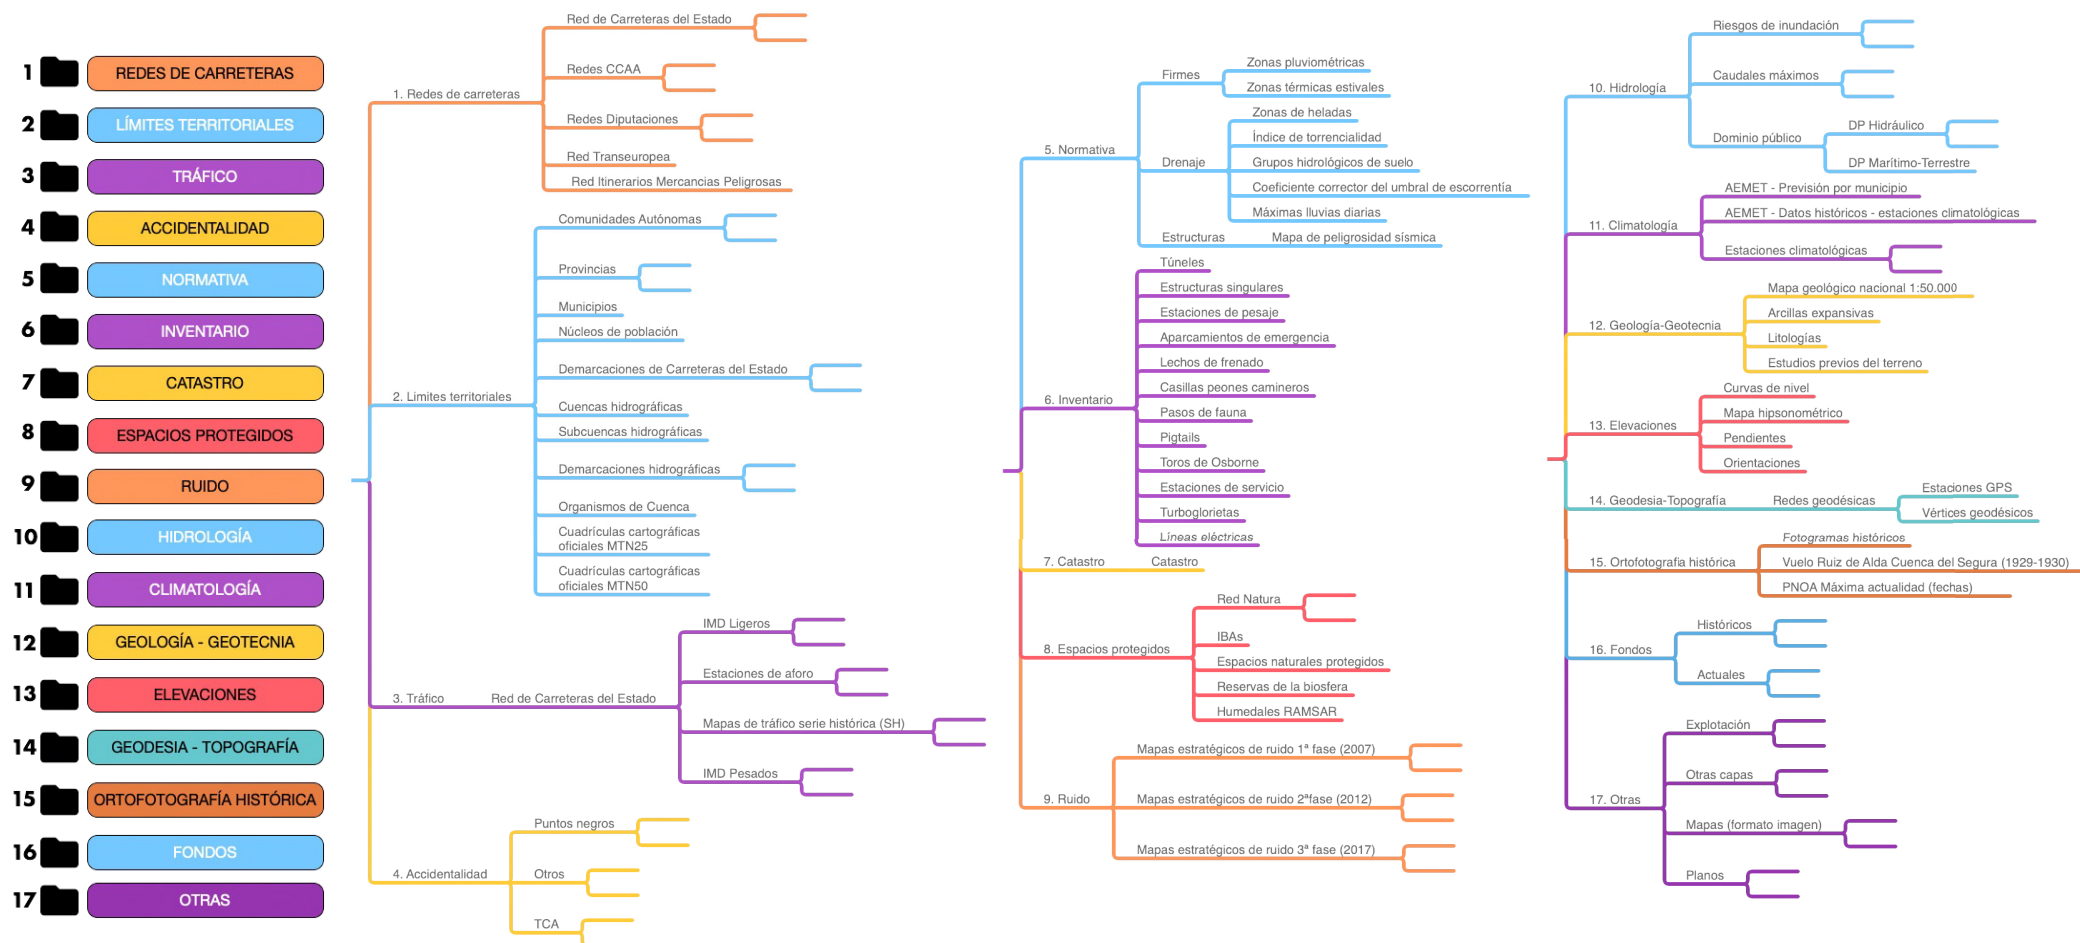 1 REDES DE CARRETERAS
2 LÍMITES TERRITORIALES
3 TRÁFICO
4 ACCIDENTALIDAD
5 NORMATIVA
6 INVENTARIO
7 CATASTRO
8 ESPACIOS PROTEGIDOS
9 RUIDO
10 HIDROLOGÍA
11 CLIMATOLOGÍA
12 GEOLOGÍA - GEOTECNIA
13 ELEVACIONES
14 GEODESIA - TOPOGRAFÍA
15 ORTOFOTOGRAFÍA HISTÓRICA
16 FONDOS
17 OTRAS
1. Redes de carreteras
Red de Carreteras del Estado
Redes CCAA
Redes Diputaciones
Red Transeuropea
Red Itinerarios Mercancias Peligrosas
2. Limites territoriales
Comunidades Autónomas
Provincias
Municipios
Núcleos de población
Demarcaciones de Carreteras del Estado
Cuencas hidrográficas
Subcuencas hidrográficas
Demarcaciones hidrográficas
Organismos de Cuenca
Cuadrículas cartográficas
oficiales MTN25
Cuadrículas cartográficas
oficiales MTN50
3. Tráfico
Red de Carreteras del Estado
IMD Ligeros
Estaciones de aforo
Mapas de tráfico serie histórica (SH)
IMD Pesados
4. Accidentalidad
Puntos negros
Otros
TCA
5. Normativa
Firmes
Zonas pluviométricas
Zonas térmicas estivales
Drenaje
Zonas de heladas
Índice de torrencialidad
Grupos hidrológicos de suelo
Coeficiente corrector del umbral de escorrentía
Máximas lluvias diarias
Estructuras
Mapa de peligrosidad sísmica
6. Inventario
Túneles
Estructuras singulares
Estaciones de pesaje
Aparcamientos de emergencia
Lechos de frenado
Casillas peones camineros
Pasos de fauna
Pigtails
Toros de Osborne
Estaciones de servicio
Turboglorietas
Líneas eléctricas
7. Catastro
Catastro
8. Espacios protegidos
Red Natura
IBAs
Espacios naturales protegidos
Reservas de la biosfera
Humedales RAMSAR
9. Ruido
Mapas estratégicos de ruido 1ª fase (2007)
Mapas estratégicos de ruido 2ªfase (2012)
Mapas estratégicos de ruido 3ª fase (2017)
10. Hidrología
Riesgos de inundación
Caudales máximos
Dominio público
DP Hidráulico
DP Marítimo-Terrestre
11. Climatología
AEMET - Previsión por municipio
AEMET - Datos históricos - estaciones climatológicas
Estaciones climatológicas
12. Geología-Geotecnia
Mapa geológico nacional 1:50.000
Arcillas expansivas
Litologías
Estudios previos del terreno
13. Elevaciones
Curvas de nivel
Mapa hipsonométrico
Pendientes
Orientaciones
14. Geodesia-Topografía
Redes geodésicas
Estaciones GPS
Vértices geodésicos
15. Ortofotografia histórica
Fotogramas históricos
Vuelo Ruiz de Alda Cuenca del Segura (1929-1930)
PNOA Máxima actualidad (fechas)
16. Fondos
Históricos
Actuales
17. Otras
Explotación
Otras capas
Mapas (formato imagen)
Planos